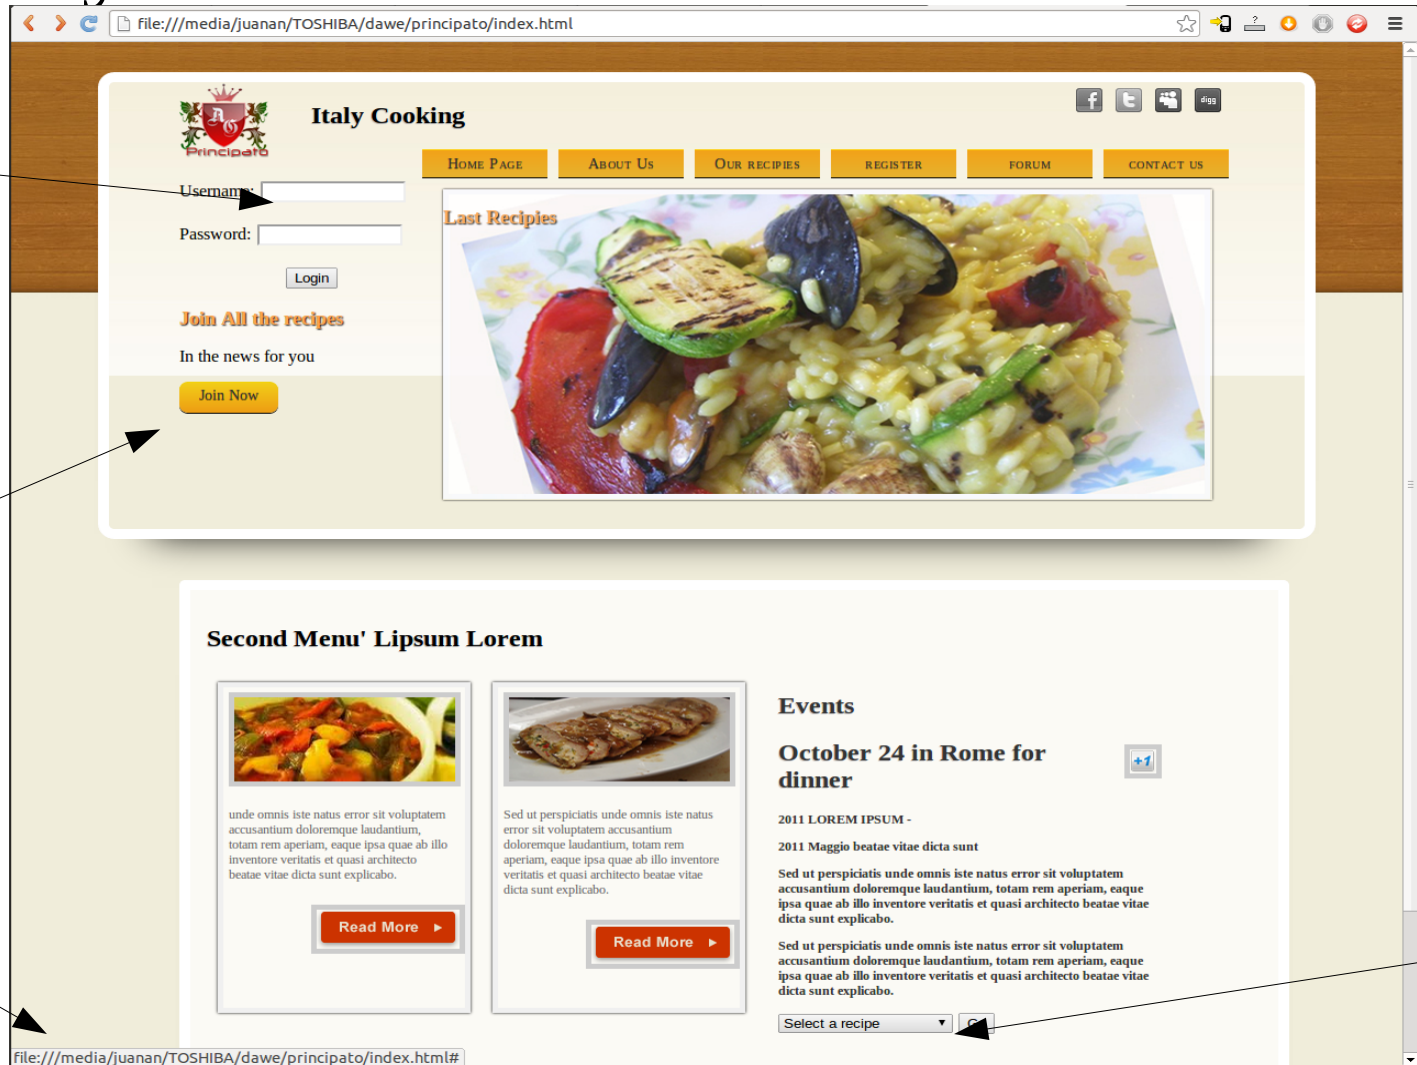 file:///media/juanan/TOSHIBA/dawe/principato/index.html
A G
Principato
Italy Cooking
digg
Home Page
About Us
Our recipies
register
forum
contact us
Username:
Password:
Login
Last Recipies
Join All the recipes
In the news for you
Join Now
Second Menu' Lipsum Lorem
unde omnis iste natus error sit voluptatem
accusantium doloremque laudantium,
totam rem aperiam, eaque ipsa quae ab illo
inventore veritatis et quasi architecto
beatae vitae dicta sunt explicabo.
Read More
Sed ut perspiciatis unde omnis iste natus
error sit voluptatem accusantium
doloremque laudantium, totam rem
aperiam, eaque ipsa quae ab illo inventore
veritatis et quasi architecto beatae vitae
dicta sunt explicabo.
Read More
Events
October 24 in Rome for
dinner
+1
2011 LOREM IPSUM -
2011 Maggio beatae vitae dicta sunt
Sed ut perspiciatis unde omnis iste natus error sit voluptatem
accusantium doloremque laudantium, totam rem aperiam, eaque
ipsa quae ab illo inventore veritatis et quasi architecto beatae vitae
dicta sunt explicabo.
Sed ut perspiciatis unde omnis iste natus error sit voluptatem
accusantium doloremque laudantium, totam rem aperiam, eaque
ipsa quae ab illo inventore veritatis et quasi architecto beatae vitae
dicta sunt explicabo.
Select a recipe
file:///media/juanan/TOSHIBA/dawe/principato/index.html#